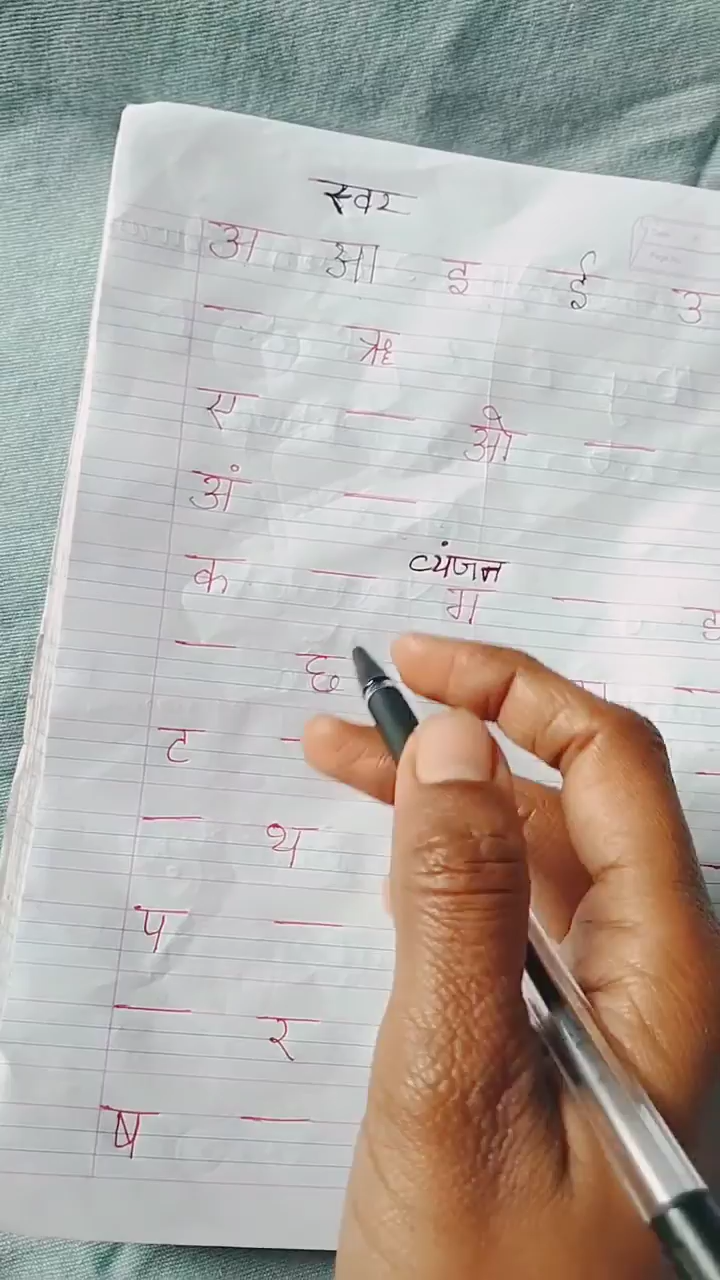 स्वर
अ आ इ ई उ
— ऋ
स — ओ —
अं —
व्यंजन
क — ग —
— छ —
ट —
— थ
प —
— र
ष —